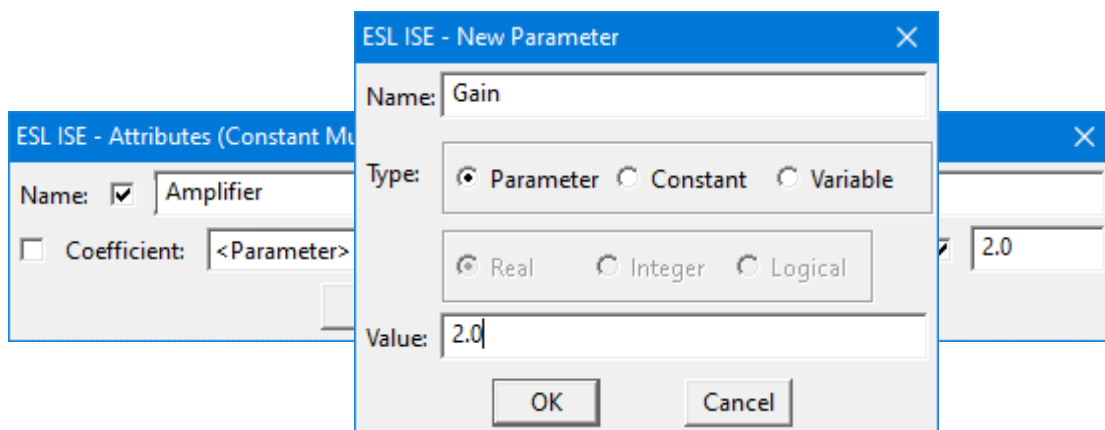 ESL ISE - New Parameter
Name: Gain
Type: Parameter Constant Variable
Real Integer Logical
Value: 2.0
OK Cancel
ESL ISE - Attributes (Constant Mu
Name: Amplifier
Coefficient: <Parameter> 2.0